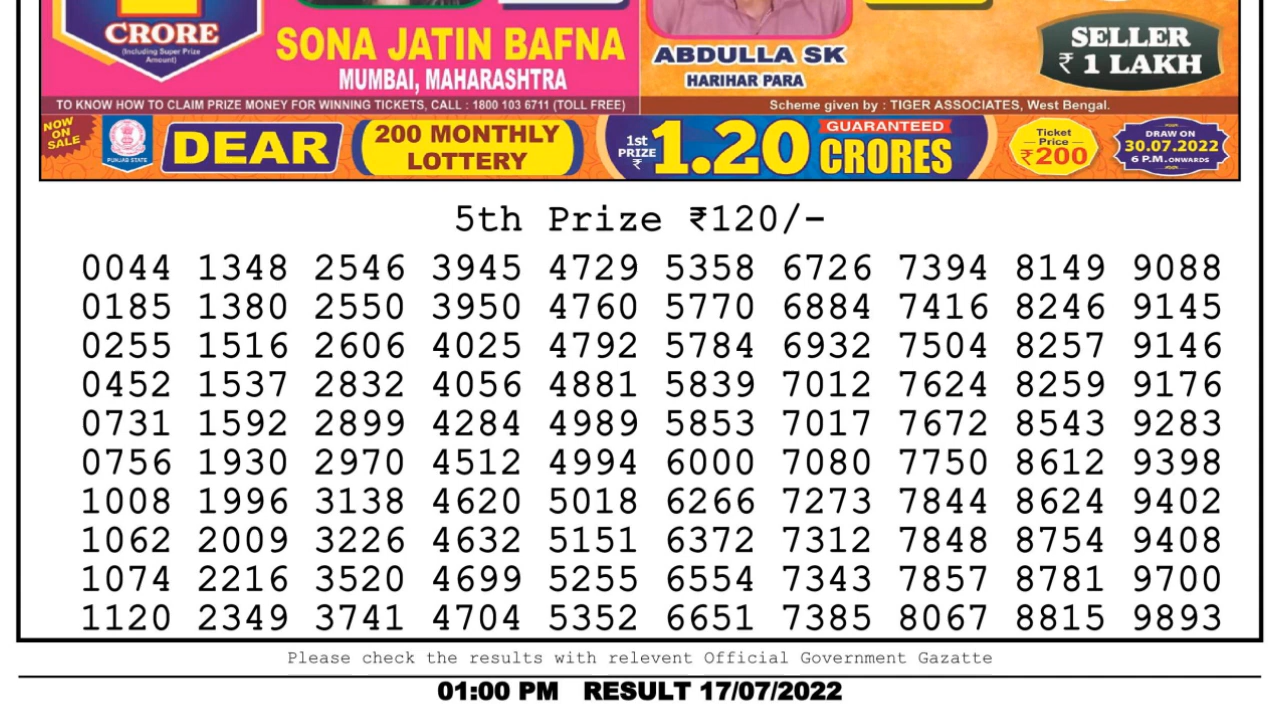 CRORE
(Including Super Prize
Amount)
SONA JATIN BAFNA
MUMBAI, MAHARASHTRA
ABDULLA SK
HARIHAR PARA
SELLER
₹ 1 LAKH
TO KNOW HOW TO CLAIM PRIZE MONEY FOR WINNING TICKETS, CALL : 1800 103 6711 (TOLL FREE)
Scheme given by : TIGER ASSOCIATES, West Bengal.
NOW
ON
SALE
PUNJAB STATE
DEAR
200 MONTHLY
LOTTERY
1st
PRIZE
₹
1.20
GUARANTEED
CRORES
Ticket
Price
₹200
DRAW ON
30.07.2022
6 P.M. ONWARDS
5th Prize ₹120/-
0044 1348 2546 3945 4729 5358 6726 7394 8149 9088
0185 1380 2550 3950 4760 5770 6884 7416 8246 9145
0255 1516 2606 4025 4792 5784 6932 7504 8257 9146
0452 1537 2832 4056 4881 5839 7012 7624 8259 9176
0731 1592 2899 4284 4989 5853 7017 7672 8543 9283
0756 1930 2970 4512 4994 6000 7080 7750 8612 9398
1008 1996 3138 4620 5018 6266 7273 7844 8624 9402
1062 2009 3226 4632 5151 6372 7312 7848 8754 9408
1074 2216 3520 4699 5255 6554 7343 7857 8781 9700
1120 2349 3741 4704 5352 6651 7385 8067 8815 9893
Please check the results with relevent Official Government Gazatte
01:00 PM RESULT 17/07/2022